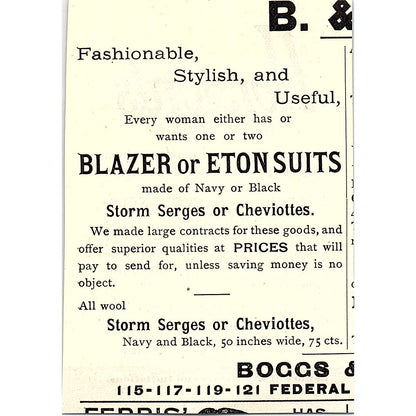 B. &
Fashionable,
Stylish, and
Useful,
Every woman either has or
wants one or two
BLAZER or ETON SUITS
made of Navy or Black
Storm Serges or Cheviottes.
We made large contracts for these goods, and
offer superior qualities at PRICES that will
pay to send for, unless saving money is no
object.
All wool
Storm Serges or Cheviottes,
Navy and Black, 50 inches wide, 75 cts.
BOGGS &
115-117-119-121 FEDERAL
FERRIS' HAS